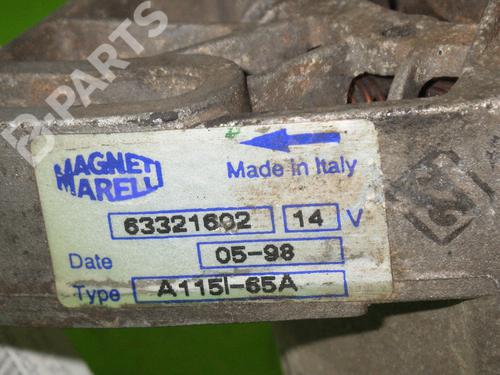 B-PARTS
MAGNETI
MARELLI
Made in Italy
63321602 14 V
Date 05-98
Type A115I-65A